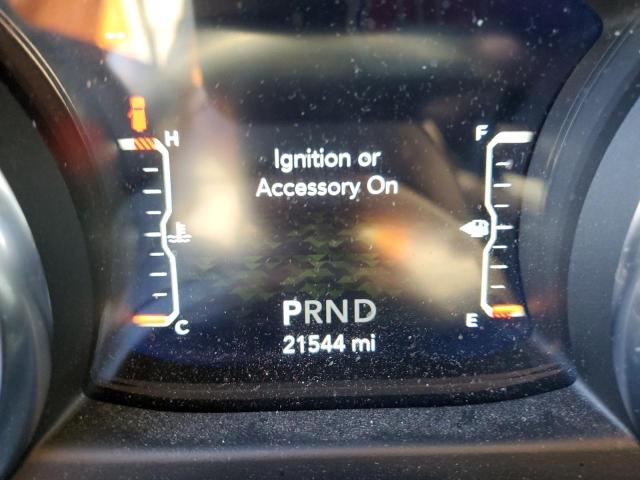 H
F
Ignition or
Accessory On
C
E
PRND
21544 mi